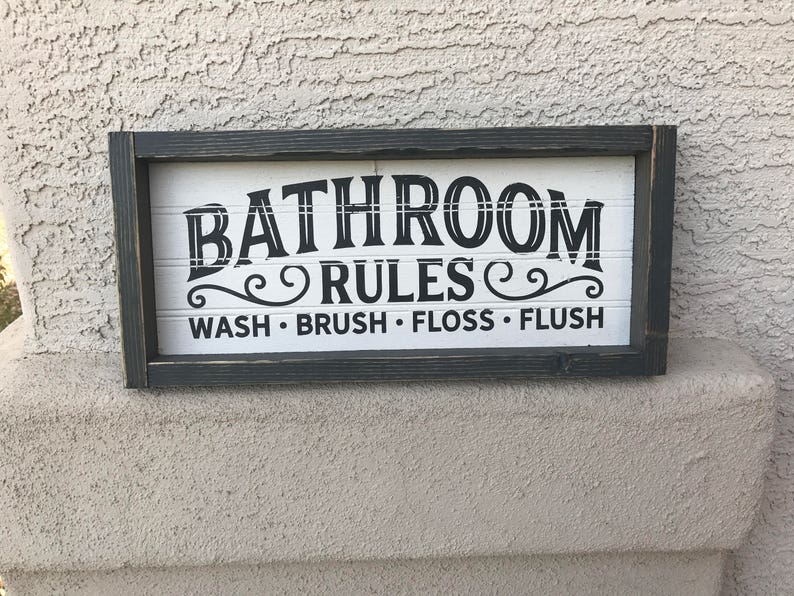 BATHROOM
RULES
WASH • BRUSH • FLOSS • FLUSH